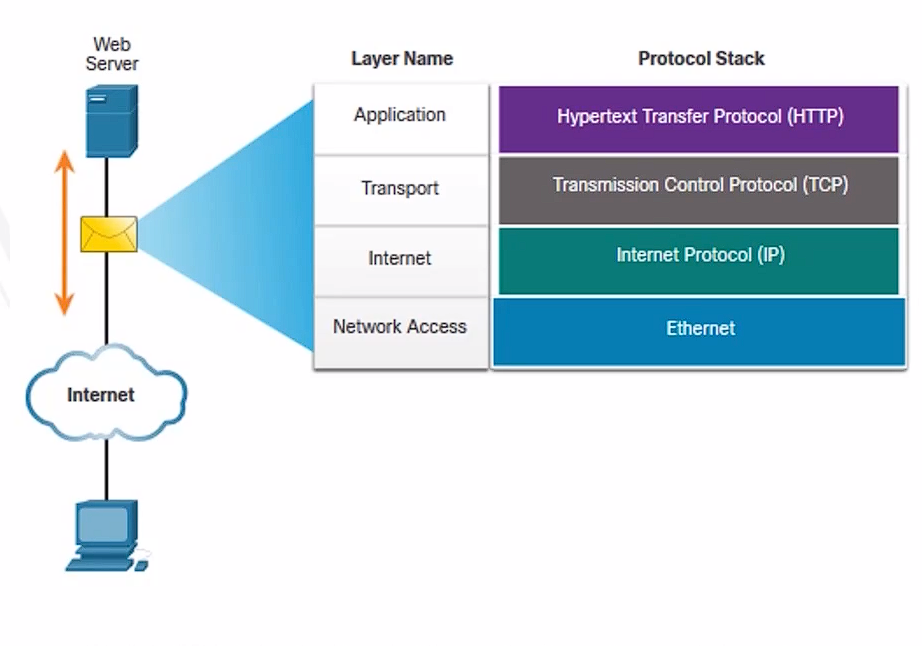 Web
Server
Layer Name
Protocol Stack
Application
Hypertext Transfer Protocol (HTTP)
Transport
Transmission Control Protocol (TCP)
Internet
Internet Protocol (IP)
Network Access
Ethernet
Internet